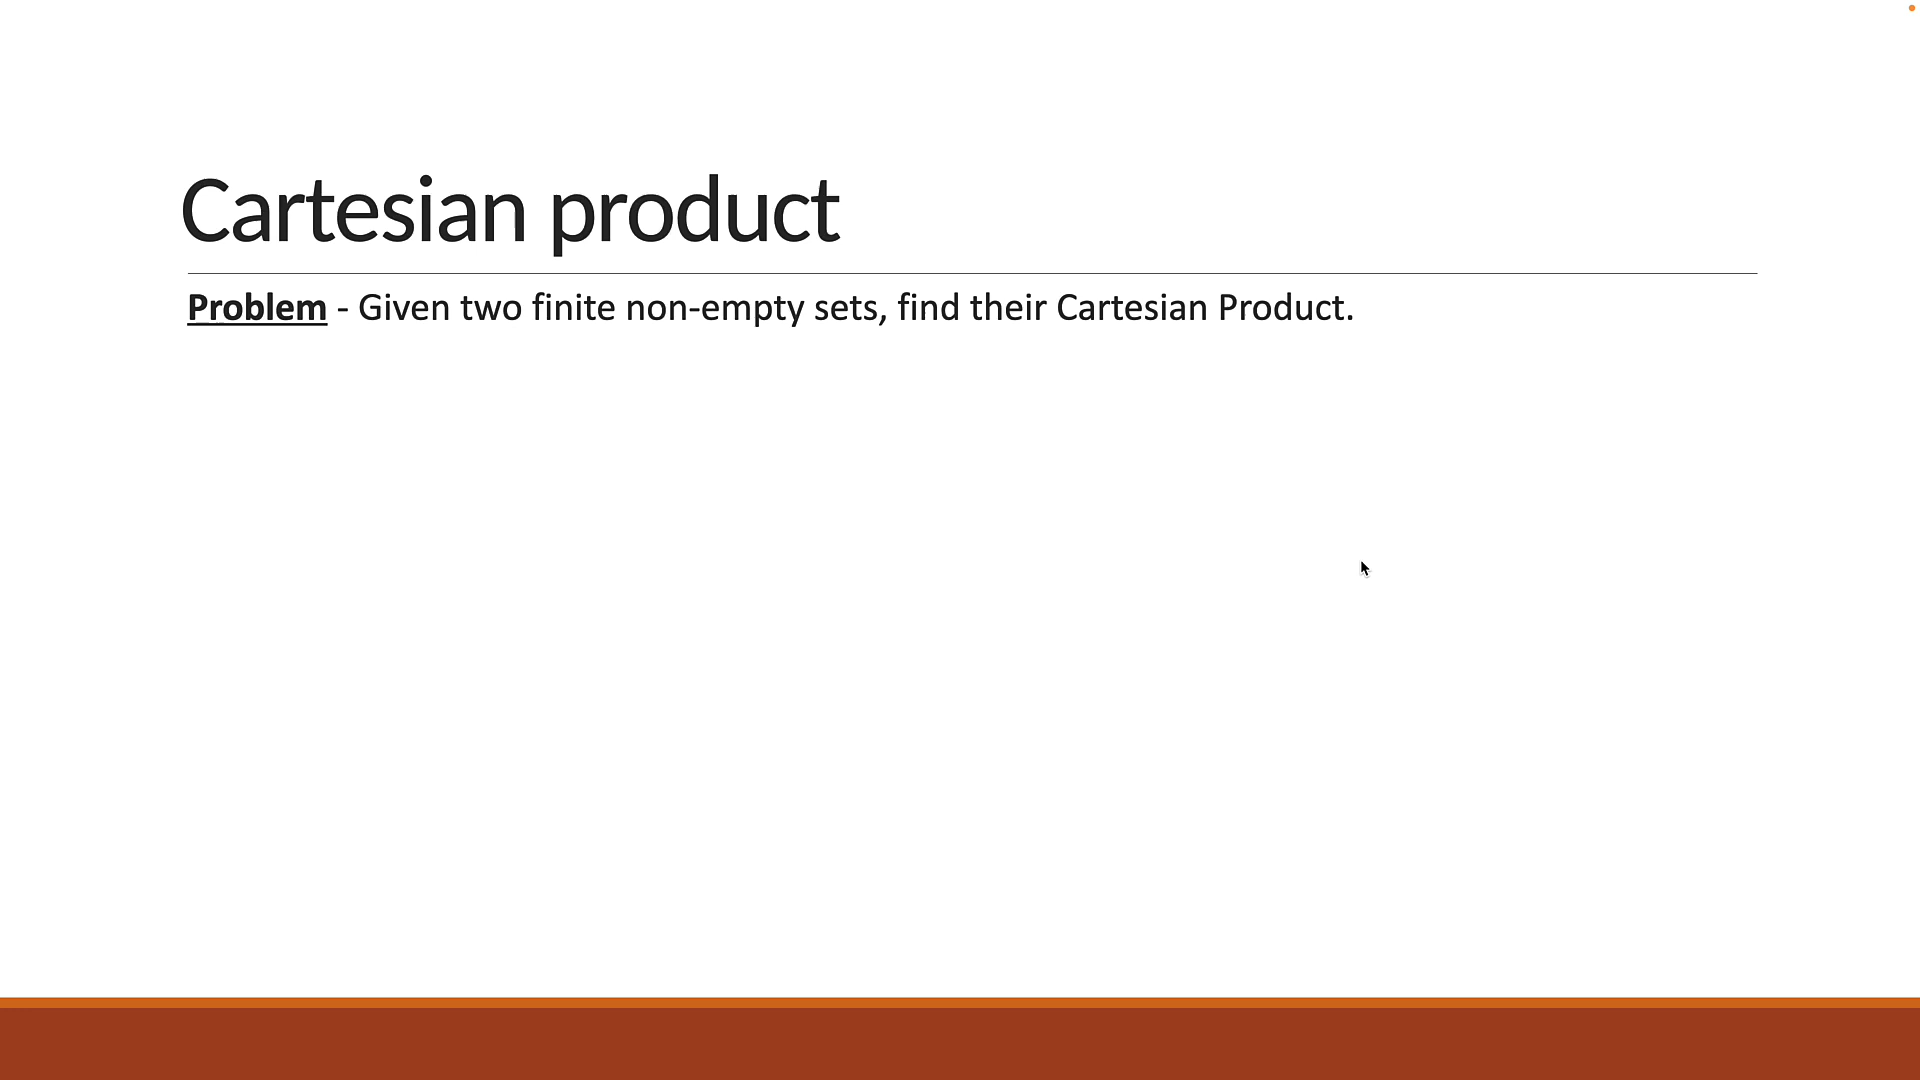 Cartesian product
Problem - Given two finite non-empty sets, find their Cartesian Product.